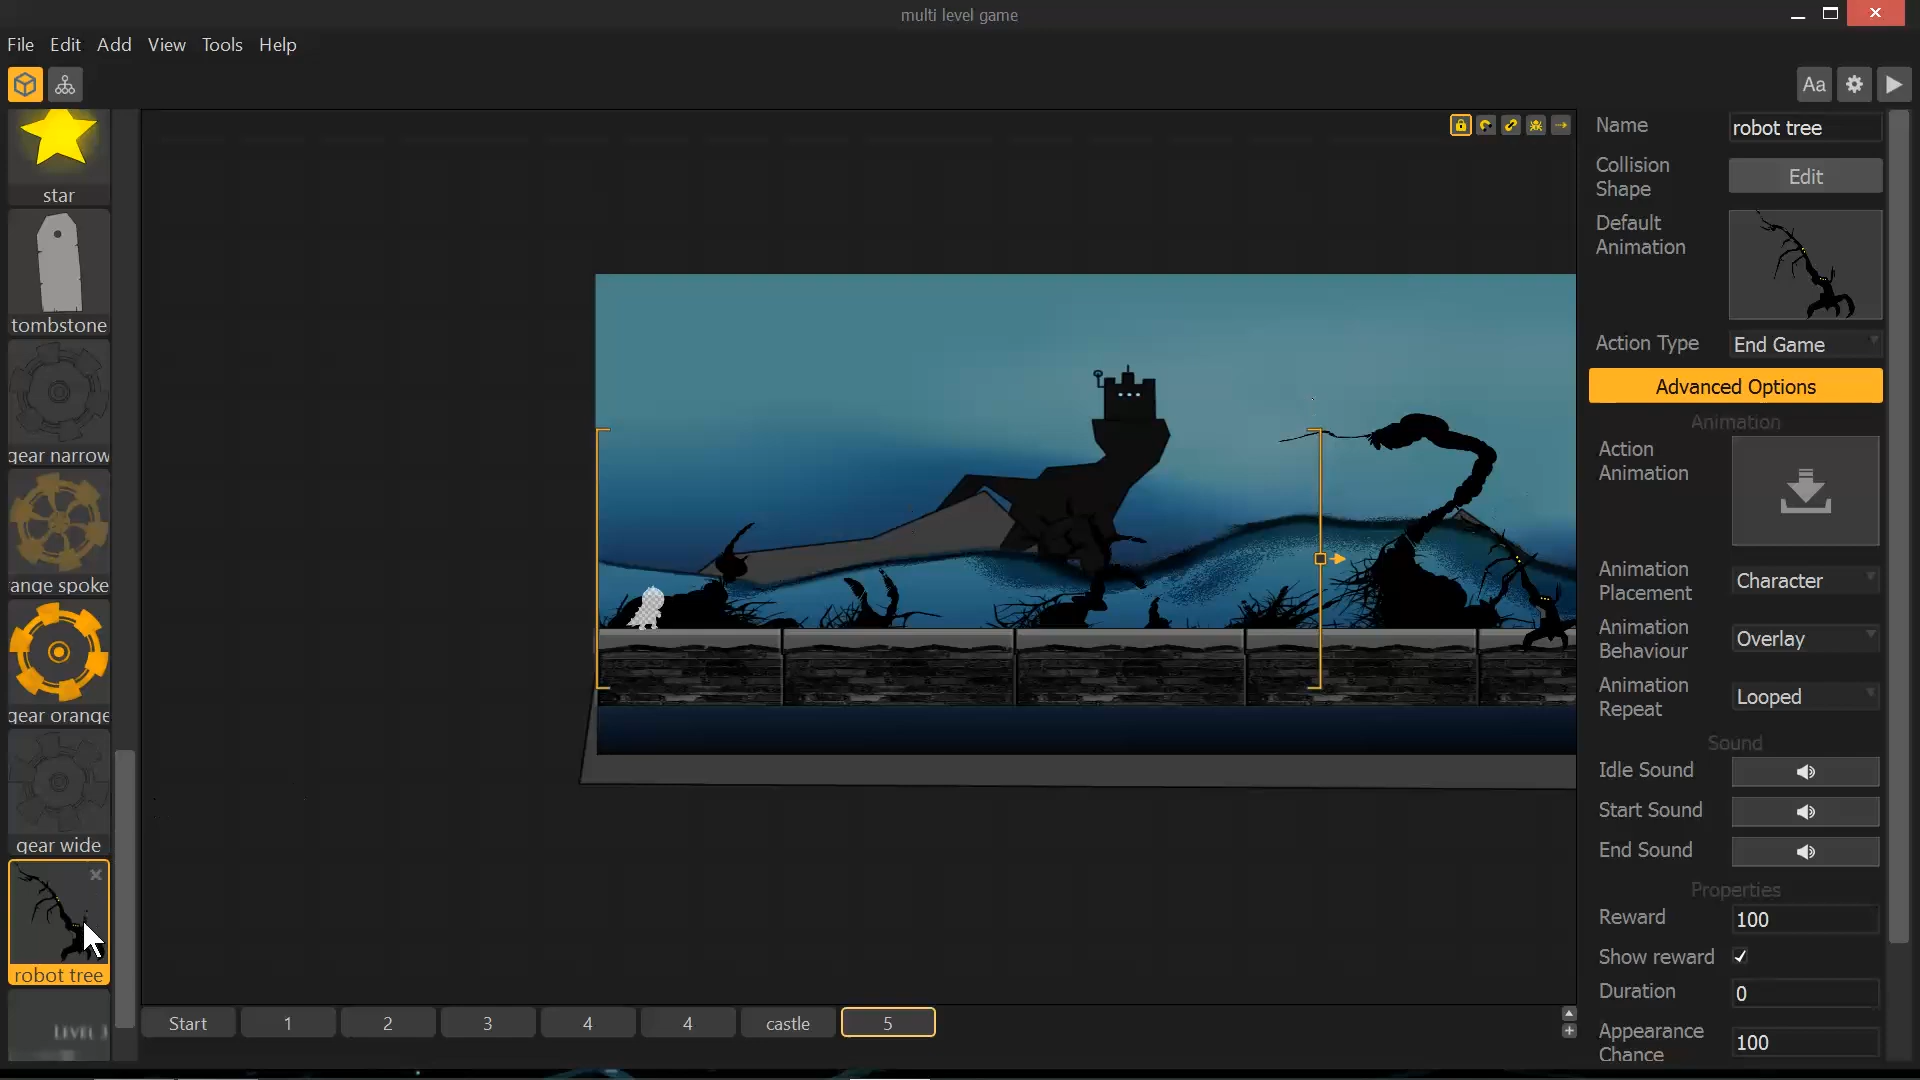 multi level game
File Edit Add View Tools Help
Aa
star
tombstone
gear narrow
ange spoke
gear orange
gear wide
robot tree
LEVEL
Start 1 2 3 4 4 castle 5
Name robot tree
Collision
Shape
Edit
Default
Animation
Action Type End Game
Advanced Options
Animation
Action
Animation
Animation
Placement
Character
Animation
Behaviour
Overlay
Animation
Repeat
Looped
Sound
Idle Sound
Start Sound
End Sound
Properties
Reward 100
Show reward
Duration 0
Appearance
Chance
100